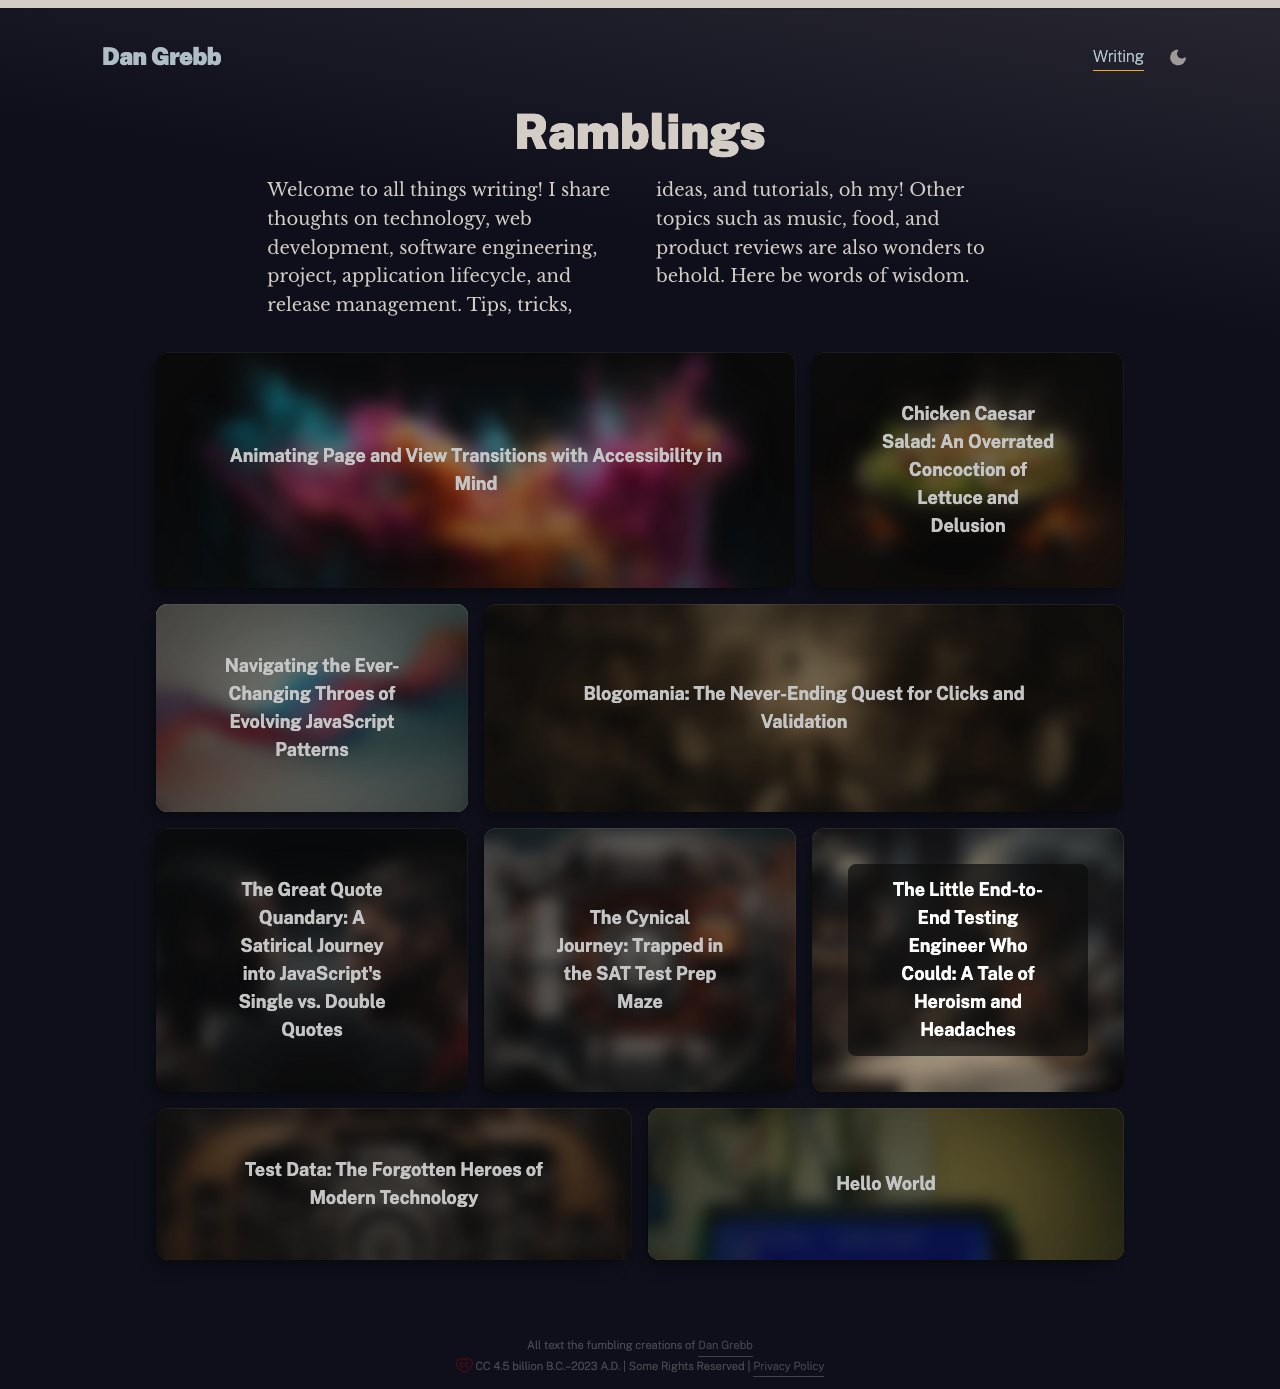 Dan Grebb
Writing
Ramblings
Welcome to all things writing! I share
thoughts on technology, web
development, software engineering,
project, application lifecycle, and
release management. Tips, tricks,
ideas, and tutorials, oh my! Other
topics such as music, food, and
product reviews are also wonders to
behold. Here be words of wisdom.
Animating Page and View Transitions with Accessibility in
Mind
Chicken Caesar
Salad: An Overrated
Concoction of
Lettuce and
Delusion
Navigating the Ever-
Changing Throes of
Evolving JavaScript
Patterns
Blogomania: The Never-Ending Quest for Clicks and
Validation
The Great Quote
Quandary: A
Satirical Journey
into JavaScript's
Single vs. Double
Quotes
The Cynical
Journey: Trapped in
the SAT Test Prep
Maze
The Little End-to-
End Testing
Engineer Who
Could: A Tale of
Heroism and
Headaches
Test Data: The Forgotten Heroes of
Modern Technology
Hello World
All text the fumbling creations of Dan Grebb
CC 4.5 billion B.C.–2023 A.D. | Some Rights Reserved | Privacy Policy